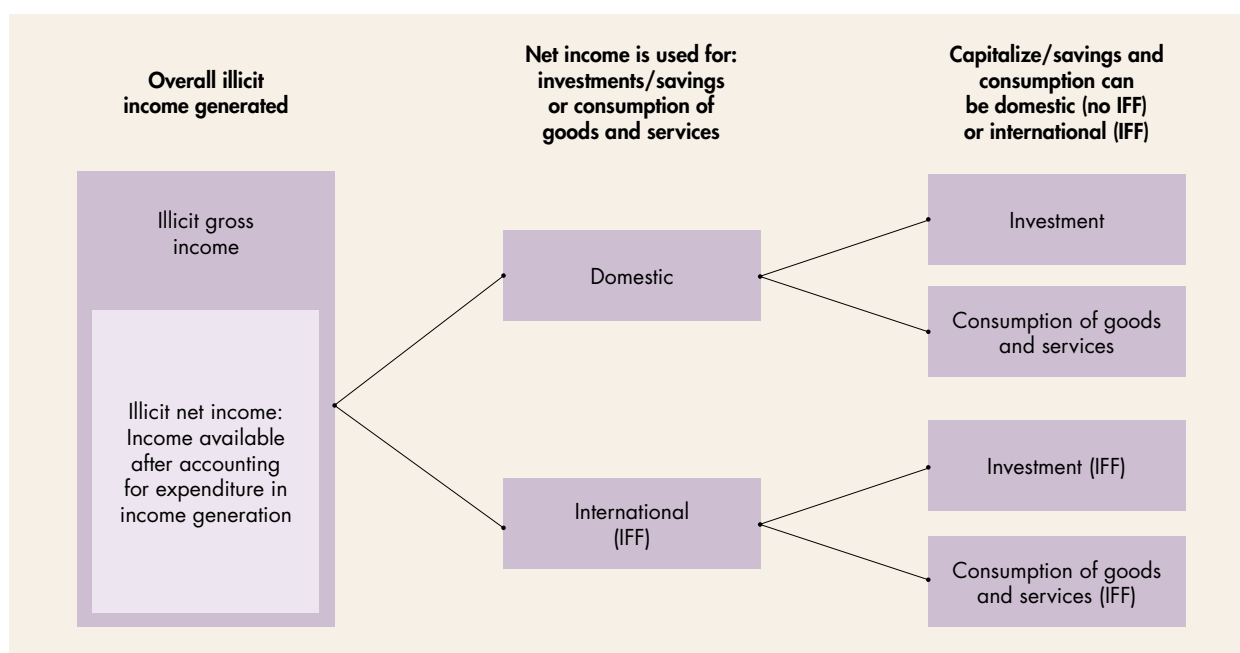 Overall illicit
income generated
Net income is used for:
investments/savings
or consumption of
goods and services
Capitalize/savings and
consumption can
be domestic (no IFF)
or international (IFF)
Illicit gross
income
Illicit net income:
Income available
after accounting
for expenditure in
income generation
Domestic
International
(IFF)
Investment
Consumption of goods
and services
Investment (IFF)
Consumption of goods
and services (IFF)